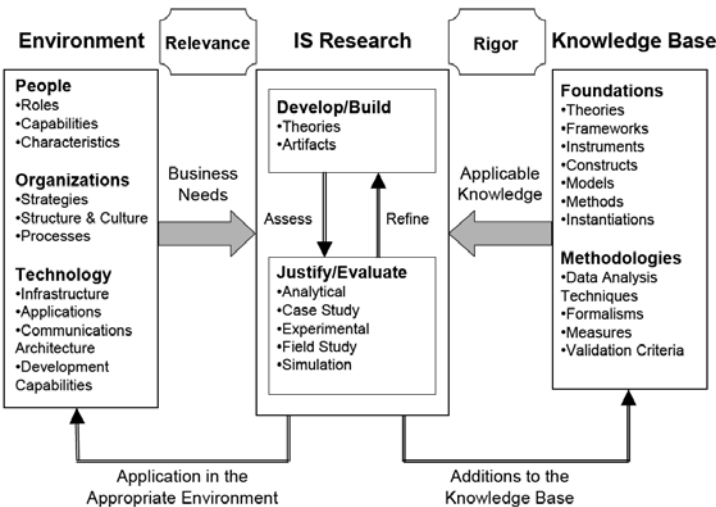 Environment
Relevance
IS Research
Rigor
Knowledge Base
People
•Roles
•Capabilities
•Characteristics
Organizations
•Strategies
•Structure & Culture
•Processes
Technology
•Infrastructure
•Applications
•Communications
Architecture
•Development
Capabilities
Business
Needs
Develop/Build
•Theories
•Artifacts
Assess
Refine
Justify/Evaluate
•Analytical
•Case Study
•Experimental
•Field Study
•Simulation
Applicable
Knowledge
Foundations
•Theories
•Frameworks
•Instruments
•Constructs
•Models
•Methods
•Instantiations
Methodologies
•Data Analysis
Techniques
•Formalisms
•Measures
•Validation Criteria
Application in the
Appropriate Environment
Additions to the
Knowledge Base